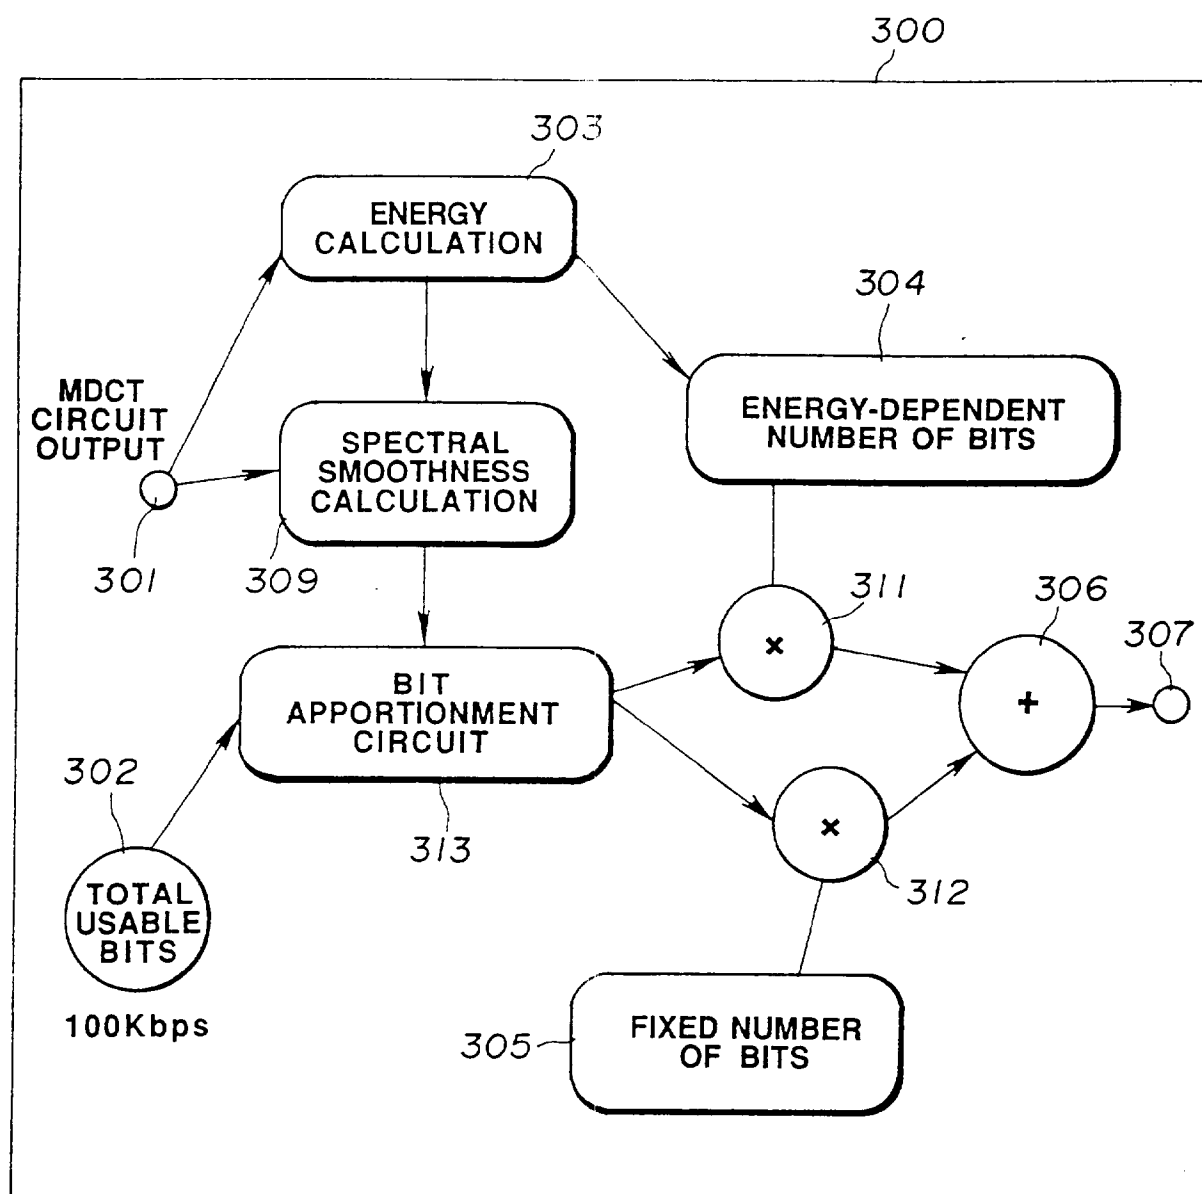 300
303
ENERGY
CALCULATION
304
ENERGY-DEPENDENT
NUMBER OF BITS
MDCT
CIRCUIT
OUTPUT
301
SPECTRAL
SMOOTHNESS
CALCULATION
309
311
×
306
+
307
BIT
APPORTIONMENT
CIRCUIT
313
302
TOTAL
USABLE
BITS
100Kbps
×
312
305
FIXED NUMBER
OF BITS